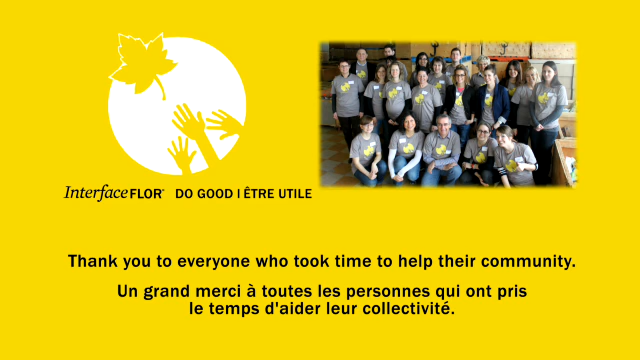 InterfaceFLOR® DO GOOD | ÊTRE UTILE
Thank you to everyone who took time to help their community.
Un grand merci à toutes les personnes qui ont pris
le temps d'aider leur collectivité.